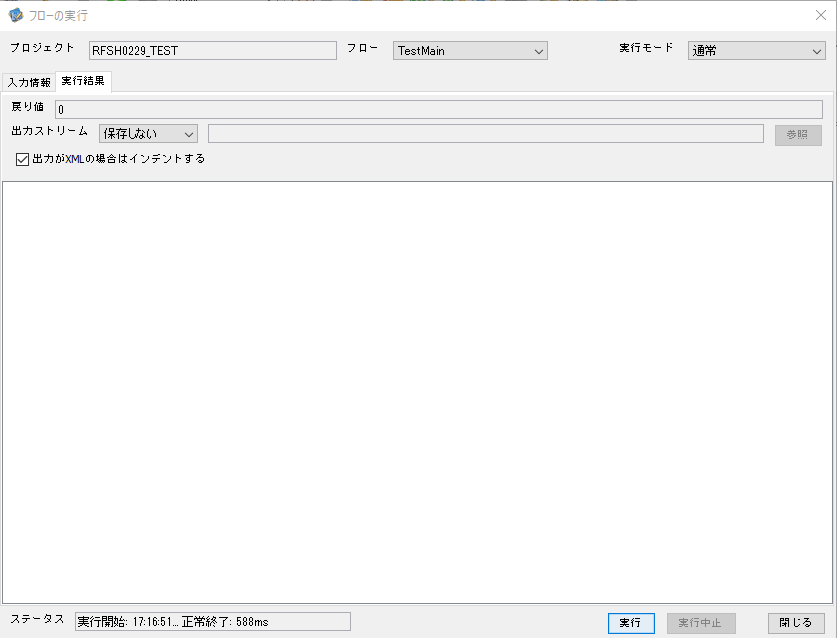 フローの実行
プロジェクト RFSH0229_TEST フロー TestMain 実行モード 通常
入力情報 実行結果
戻り値 0
出力ストリーム 保存しない 参照
出力がXMLの場合はインデントする
ステータス 実行開始: 17:16:51... 正常終了: 588ms 実行 実行中止 閉じる